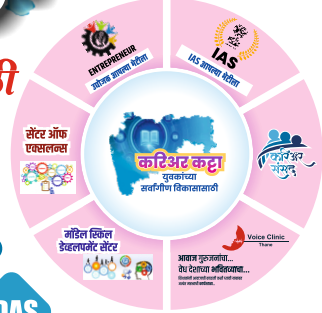 ठी
ENTREPRENEUR
उद्योजक आपल्या भेटीला
IAS
IAS आपल्या भेटीला
सेंटर ऑफ
एक्सलन्स
करिअर कट्टा
युवकांच्या
सर्वांगीण विकासासाठी
करिअर
संसद
मॉडेल स्किल
डेव्हलपमेंट सेंटर
Voice Clinic
Thane
आवाज गुरुजनांचा...
वेध देशाच्या भवितव्याचा...
DAS